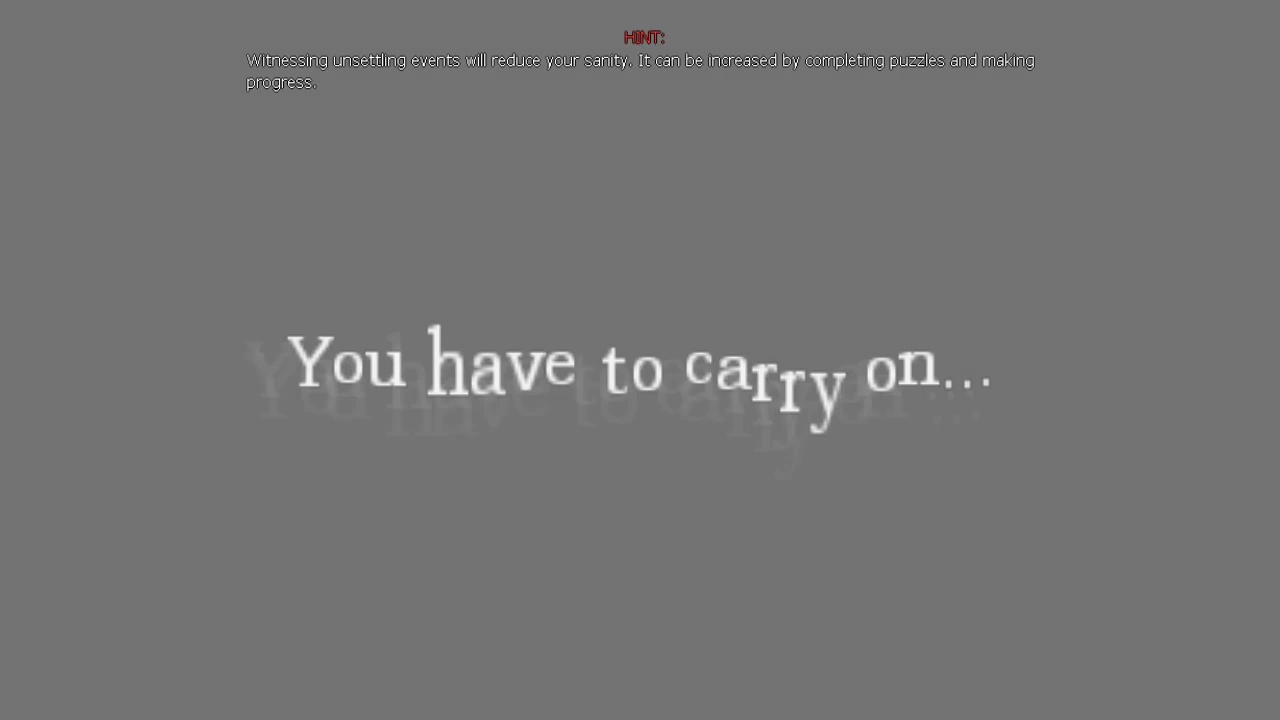 HINT:
Witnessing unsettling events will reduce your sanity. It can be increased by completing puzzles and making
progress.
You have to carry on...